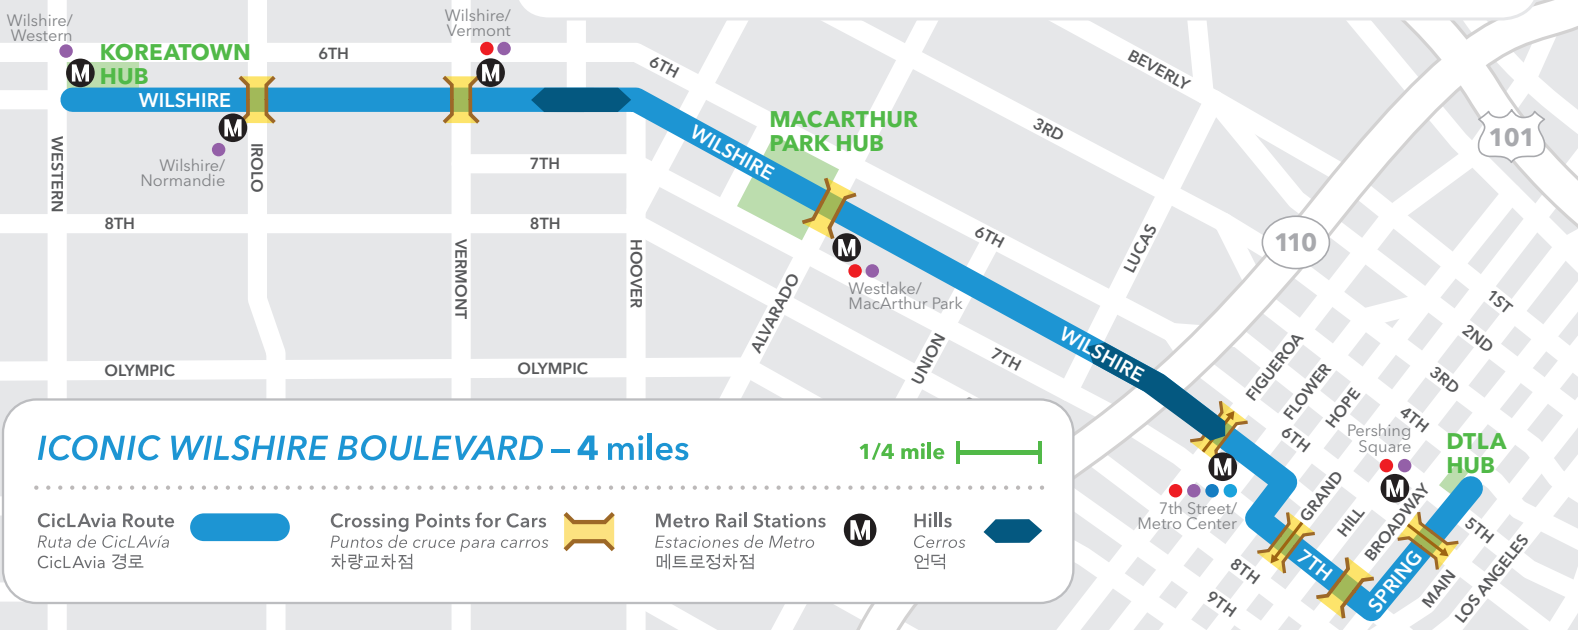 Wilshire/
Western
M
KOREATOWN
HUB
6TH
Wilshire/
Vermont
M
6TH
BEVERLY
WILSHIRE
M
Wilshire/
Normandie
WESTERN
IROLO
7TH
8TH
8TH
VERMONT
HOOVER
WILSHIRE
MACARTHUR
PARK HUB
3RD
101
110
M
Westlake/
MacArthur Park
6TH
LUCAS
ALVARADO
UNION
7TH
OLYMPIC
OLYMPIC
WILSHIRE
FIGUEROA
FLOWER
HOPE
1ST
2ND
3RD
4TH
6TH
Pershing
Square
M
DTLA
HUB
M
7th Street/
Metro Center
GRAND
HILL
BROADWAY
5TH
8TH
9TH
7TH
SPRING
MAIN
LOS ANGELES
ICONIC WILSHIRE BOULEVARD – 4 miles
1/4 mile
CicLAvia Route
Ruta de CicLAvía
CicLAvia 경로
Crossing Points for Cars
Puntos de cruce para carros
차량교차점
Metro Rail Stations
Estaciones de Metro
메트로정차점
M
Hills
Cerros
언덕